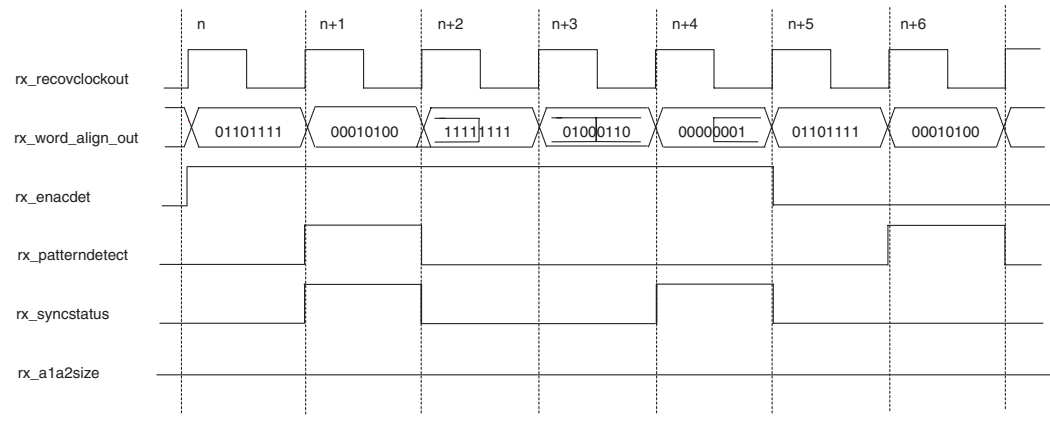 n n+1 n+2 n+3 n+4 n+5 n+6
rx_recovclockout
rx_word_align_out 01101111 00010100 11111111 01000110 00000001 01101111 00010100
rx_enacdet
rx_patterndetect
rx_syncstatus
rx_a1a2size